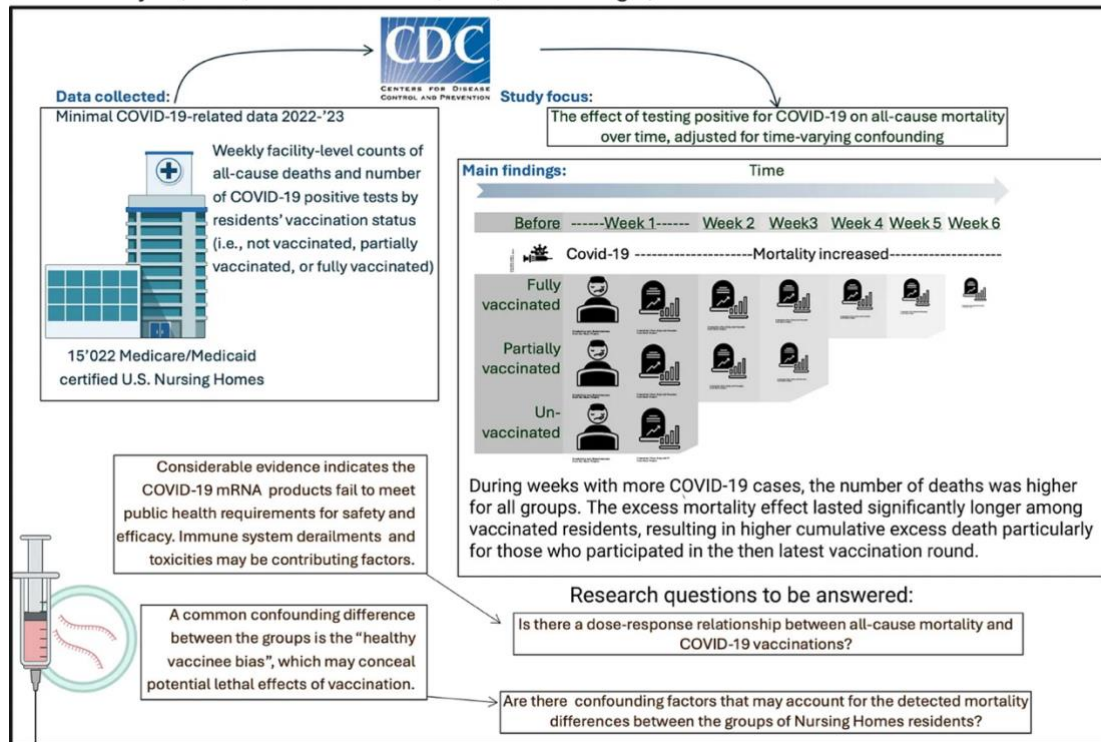 CDC
CENTERS FOR DISEASE
CONTROL AND PREVENTION
Data collected:
Minimal COVID-19-related data 2022-'23
Weekly facility-level counts of
all-cause deaths and number
of COVID-19 positive tests by
residents' vaccination status
(i.e., not vaccinated, partially
vaccinated, or fully vaccinated)
15'022 Medicare/Medicaid
certified U.S. Nursing Homes
Study focus:
The effect of testing positive for COVID-19 on all-cause mortality
over time, adjusted for time-varying confounding
Main findings: Time
Before ------Week 1------ Week 2 Week3 Week 4 Week 5 Week 6
Covid-19 --------------------Mortality increased-------------------
Fully
vaccinated
Partially
vaccinated
Un-
vaccinated
During weeks with more COVID-19 cases, the number of deaths was higher
for all groups. The excess mortality effect lasted significantly longer among
vaccinated residents, resulting in higher cumulative excess death particularly
for those who participated in the then latest vaccination round.
Considerable evidence indicates the
COVID-19 mRNA products fail to meet
public health requirements for safety and
efficacy. Immune system derailments and
toxicities may be contributing factors.
A common confounding difference
between the groups is the "healthy
vaccinee bias", which may conceal
potential lethal effects of vaccination.
Research questions to be answered:
Is there a dose-response relationship between all-cause mortality and
COVID-19 vaccinations?
Are there confounding factors that may account for the detected mortality
differences between the groups of Nursing Homes residents?